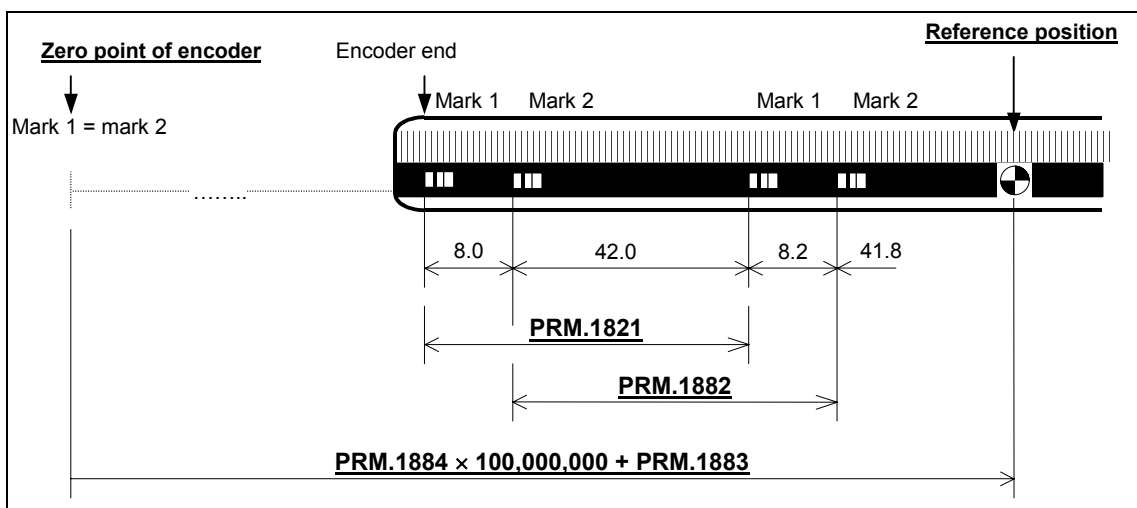 Reference position
Zero point of encoder
Encoder end
Mark 1 Mark 2 Mark 1 Mark 2
Mark 1 = mark 2
........
8.0 42.0 8.2 41.8
PRM.1821
PRM.1882
PRM.1884 × 100,000,000 + PRM.1883